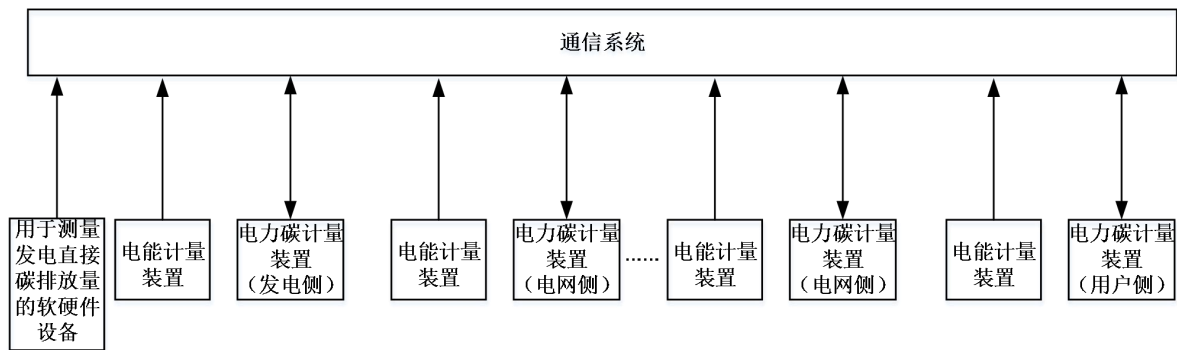 通信系统
用于测量
发电直接
碳排放量
的软硬件
设备
电能计量
装置
电力碳计量
装置
（发电侧）
电能计量
装置
电力碳计量
装置
（电网侧）
……
电能计量
装置
电力碳计量
装置
（电网侧）
电能计量
装置
电力碳计量
装置
（用户侧）